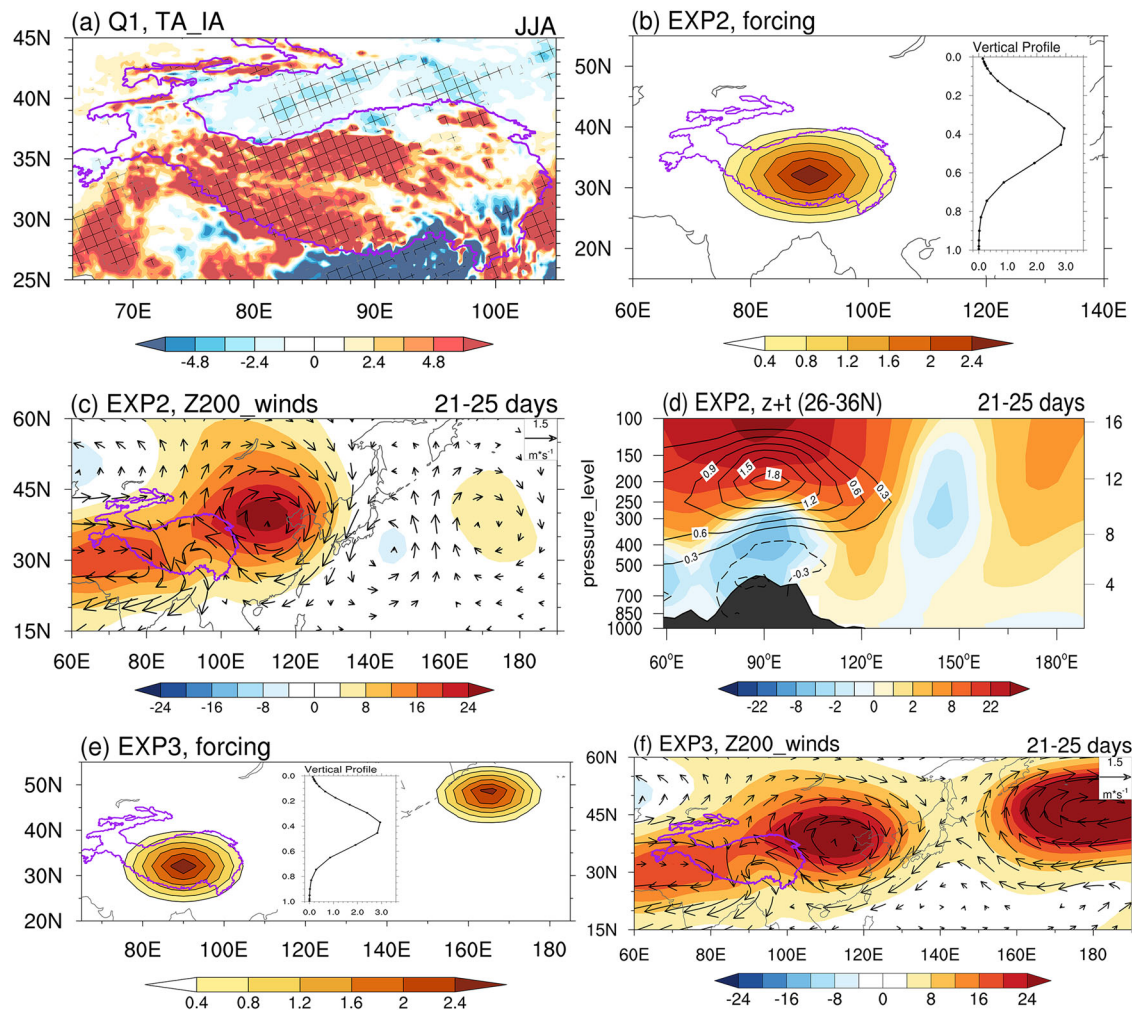 (a) Q1, TA_IA JJA
45N
40N
35N
30N
25N
70E 80E 90E 100E
-4.8 -2.4 0 2.4 4.8
(b) EXP2, forcing
50N
40N
30N
20N
60E 80E 100E 120E 140E
Vertical Profile
0.0
0.2
0.4
0.6
0.8
1.0
0.0 1.0 2.0 3.0
0.4 0.8 1.2 1.6 2 2.4
(c) EXP2, Z200_winds 21-25 days
60N
45N
30N
15N
1.5
m*s⁻¹
60E 80E 100E 120E 140E 160E 180
-24 -16 -8 0 8 16 24
(d) EXP2, z+t (26-36N) 21-25 days
pressure_level
100
150
200
250
300
400
500
700
850
1000
16
12
8
4
0.9
1.5
1.8
0.6
1.2
0.3
0.6
0.3
-0.3
60°E 90°E 120°E 150°E 180°E
-22 -8 -2 0 2 8 22
(e) EXP3, forcing
50N
40N
30N
20N
Vertical Profile
0.0
0.2
0.4
0.6
0.8
1.0
0.0 1.0 2.0 3.0
80E 100E 120E 140E 160E 180
0.4 0.8 1.2 1.6 2 2.4
(f) EXP3, Z200_winds 21-25 days
60N
45N
30N
15N
1.5
m*s⁻¹
60E 80E 100E 120E 140E 160E 180
-24 -16 -8 0 8 16 24